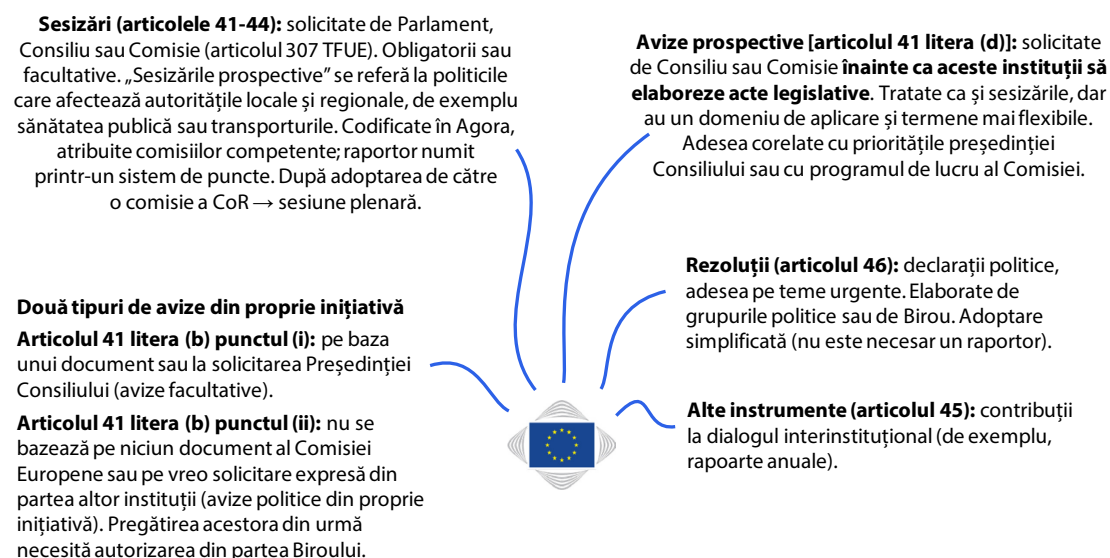 Sesizări (articolele 41-44): solicitate de Parlament,
Consiliu sau Comisie (articolul 307 TFUE). Obligatorii sau
facultative. „Sesizările prospective” se referă la politicile
care afectează autoritățile locale și regionale, de exemplu
sănătatea publică sau transporturile. Codificate în Agora,
atribuite comisiilor competente; raportor numit
printr-un sistem de puncte. După adoptarea de către
o comisie a CoR → sesiune plenară.
Avize prospective [articolul 41 litera (d)]: solicitate
de Consiliu sau Comisie înainte ca aceste instituții să
elaboreze acte legislative. Tratate ca și sesizările, dar
au un domeniu de aplicare și termene mai flexibile.
Adesea corelate cu prioritățile președinției
Consiliului sau cu programul de lucru al Comisiei.
Două tipuri de avize din proprie inițiativă
Articolul 41 litera (b) punctul (i): pe baza
unui document sau la solicitarea Președinției
Consiliului (avize facultative).
Articolul 41 litera (b) punctul (ii): nu se
bazează pe niciun document al Comisiei
Europene sau pe vreo solicitare expresă din
partea altor instituții (avize politice din proprie
inițiativă). Pregătirea acestora din urmă
necesită autorizarea din partea Biroului.
Rezoluții (articolul 46): declarații politice,
adesea pe teme urgente. Elaborate de
grupurile politice sau de Birou. Adoptare
simplificată (nu este necesar un raportor).
Alte instrumente (articolul 45): contribuții
la dialogul interinstituțional (de exemplu,
rapoarte anuale).